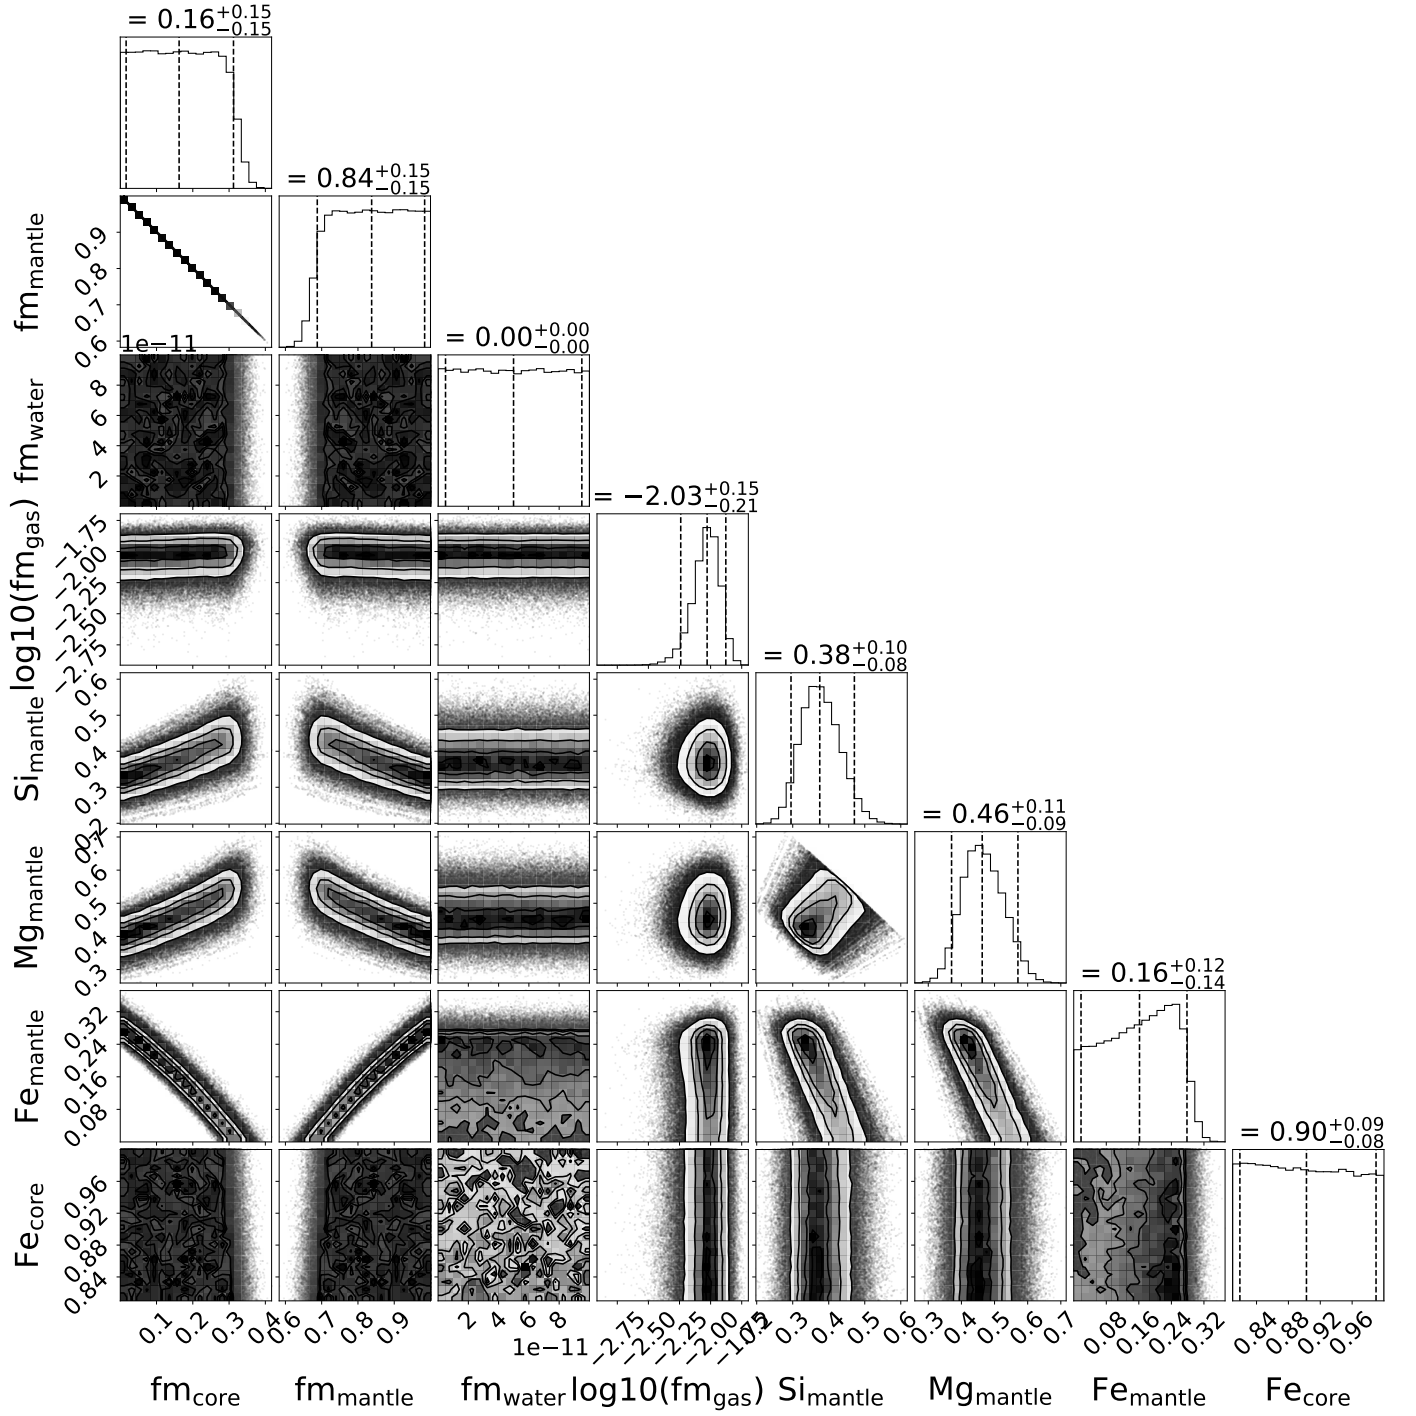 = 0.16+0.15−0.15
= 0.84+0.15−0.15
= 0.00+0.00−0.00
= −2.03+0.15−0.21
= 0.38+0.10−0.08
= 0.46+0.11−0.09
= 0.16+0.12−0.14
= 0.90+0.09−0.08
fmmantle
0.9
0.8
0.7
0.6
1e−11
fmwater
8
6
4
2
log10(fmgas)
−1.75
−2.00
−2.25
−2.50
−2.75
Simantle
0.6
0.5
0.4
0.3
0.2
Mgmantle
0.7
0.6
0.5
0.4
0.3
Femantle
0.32
0.24
0.16
0.08
Fecore
0.96
0.92
0.88
0.84
0.1 0.2 0.3 0.4
0.6 0.7 0.8 0.9
2 4 6 8
1e−11
−2.75 −2.50 −2.25 −2.00 −1.75
0.2 0.3 0.4 0.5 0.6
0.3 0.4 0.5 0.6 0.7
0.08 0.16 0.24 0.32
0.84 0.88 0.92 0.96
fmcore
fmmantle
fmwater
log10(fmgas)
Simantle
Mgmantle
Femantle
Fecore